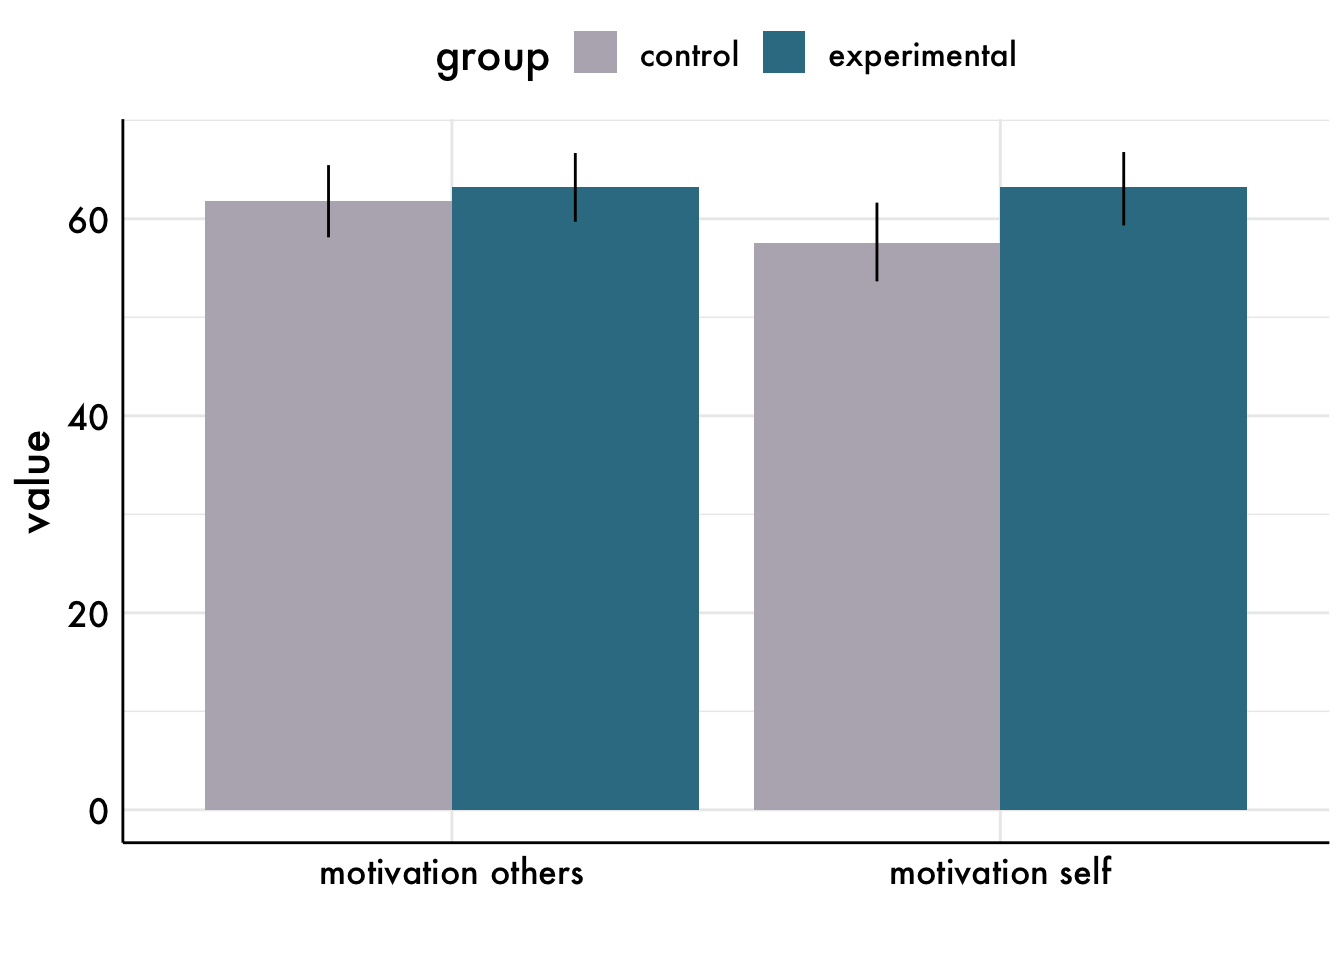 group control experimental
value
60
40
20
0
motivation others motivation self